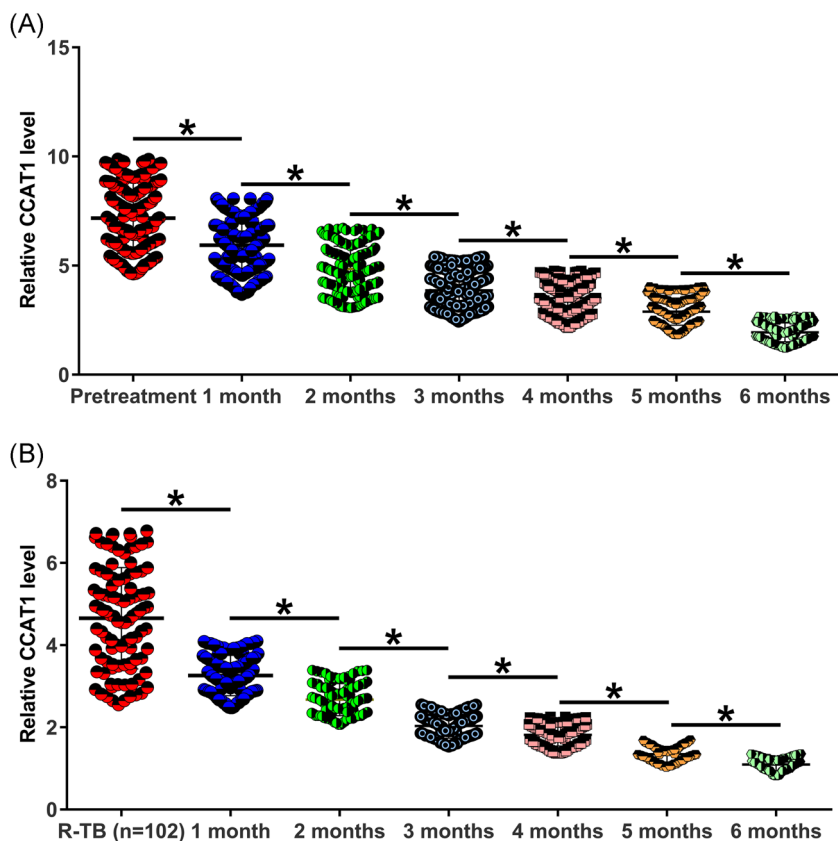 (A)
Relative CCAT1 level
15
10
5
0
* * * * * *
Pretreatment 1 month 2 months 3 months 4 months 5 months 6 months
(B)
Relative CCAT1 level
8
6
4
2
0
* * * * * *
R-TB (n=102) 1 month 2 months 3 months 4 months 5 months 6 months